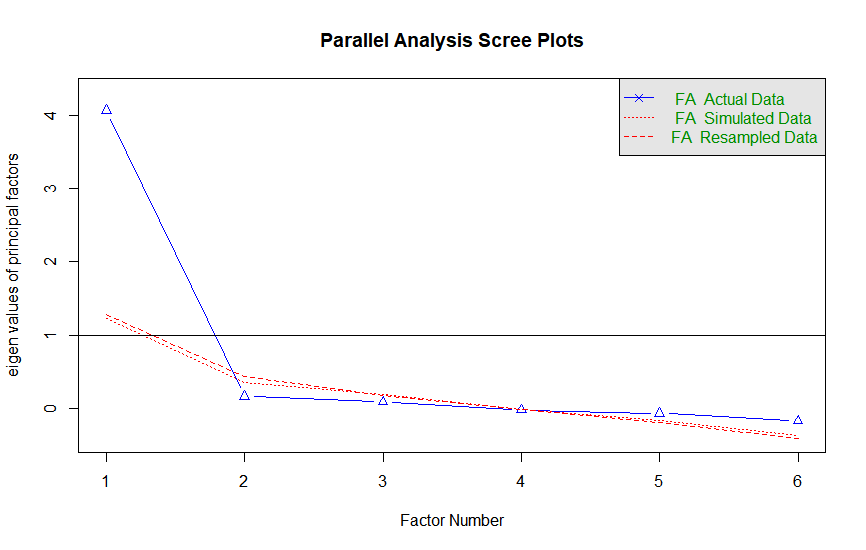 Parallel Analysis Scree Plots
FA Actual Data
FA Simulated Data
FA Resampled Data
eigen values of principal factors
4
3
2
1
0
1 2 3 4 5 6
Factor Number